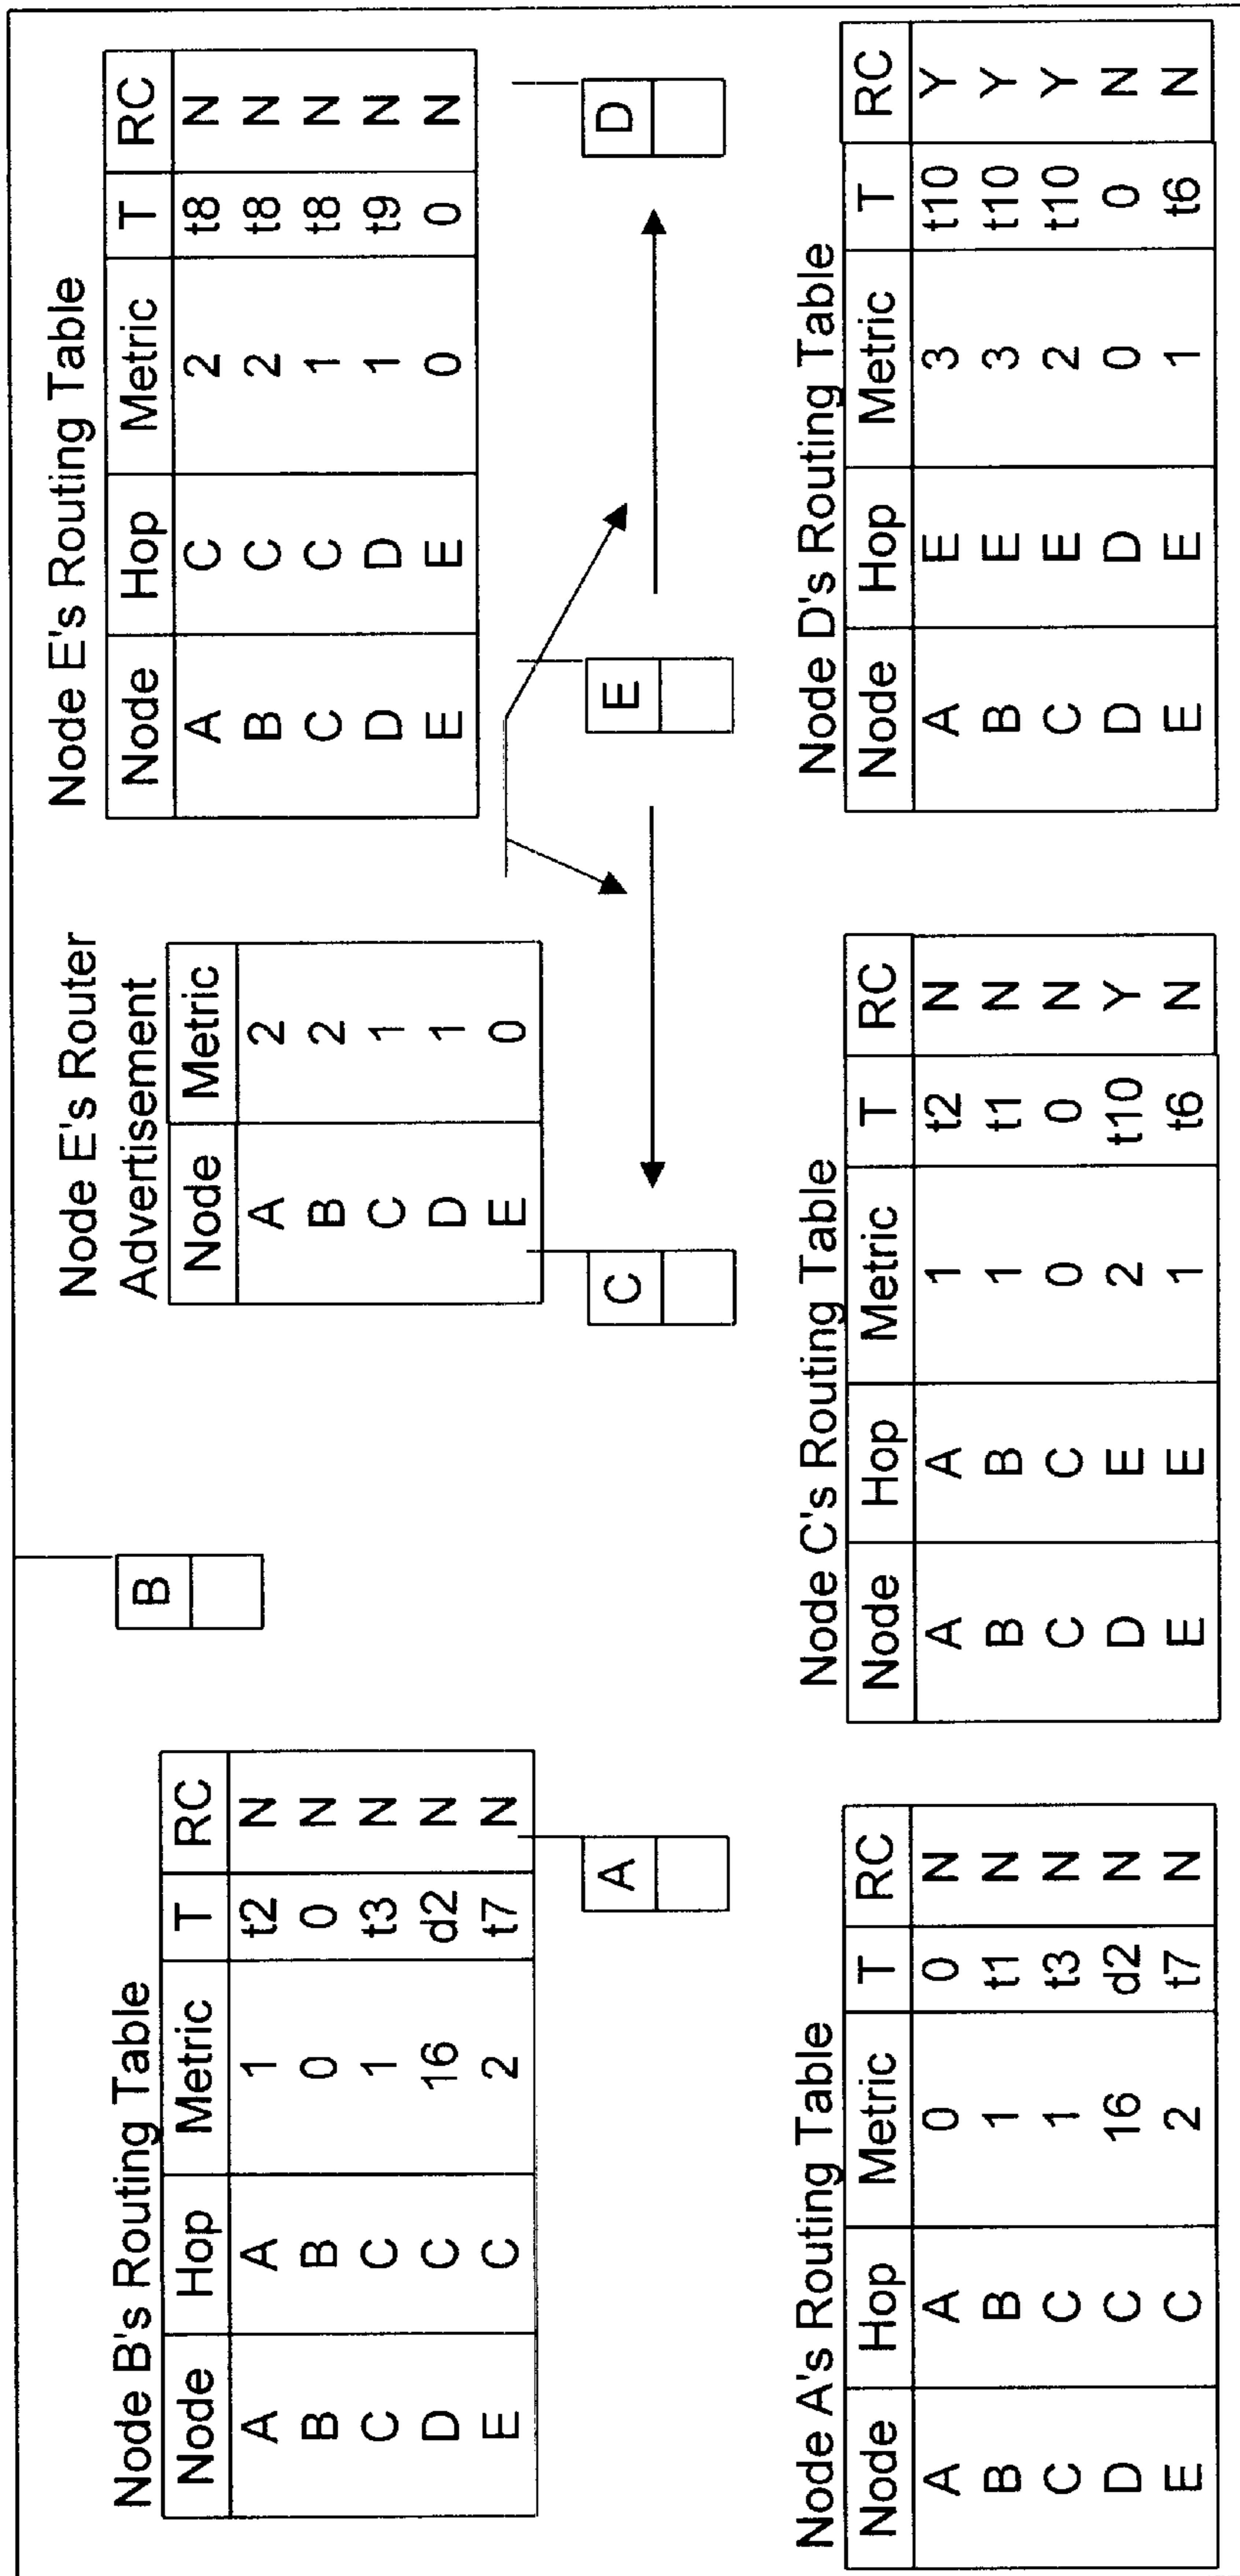 Node B's Routing Table
Node Hop Metric T RC
A A 1 t2 N
B B 0 0 N
C C 1 t3 N
D C 16 d2 N
E C 2 t7 N
B
Node E's Router
Advertisement
Node Metric
A 2
B 2
C 1
D 1
E 0
Node E's Routing Table
Node Hop Metric T RC
A C 2 t8 N
B C 2 t8 N
C C 1 t8 N
D D 1 t9 N
E E 0 0 N
A
C
E
D
Node A's Routing Table
Node Hop Metric T RC
A A 0 0 N
B B 1 t1 N
C C 1 t3 N
D C 16 d2 N
E C 2 t7 N
Node C's Routing Table
Node Hop Metric T RC
A A 1 t2 N
B B 1 t1 N
C C 0 0 N
D E 2 t10 Y
E E 1 t6 N
Node D's Routing Table
Node Hop Metric T RC
A E 3 t10 Y
B E 3 t10 Y
C E 2 t10 Y
D D 0 0 N
E E 1 t6 N